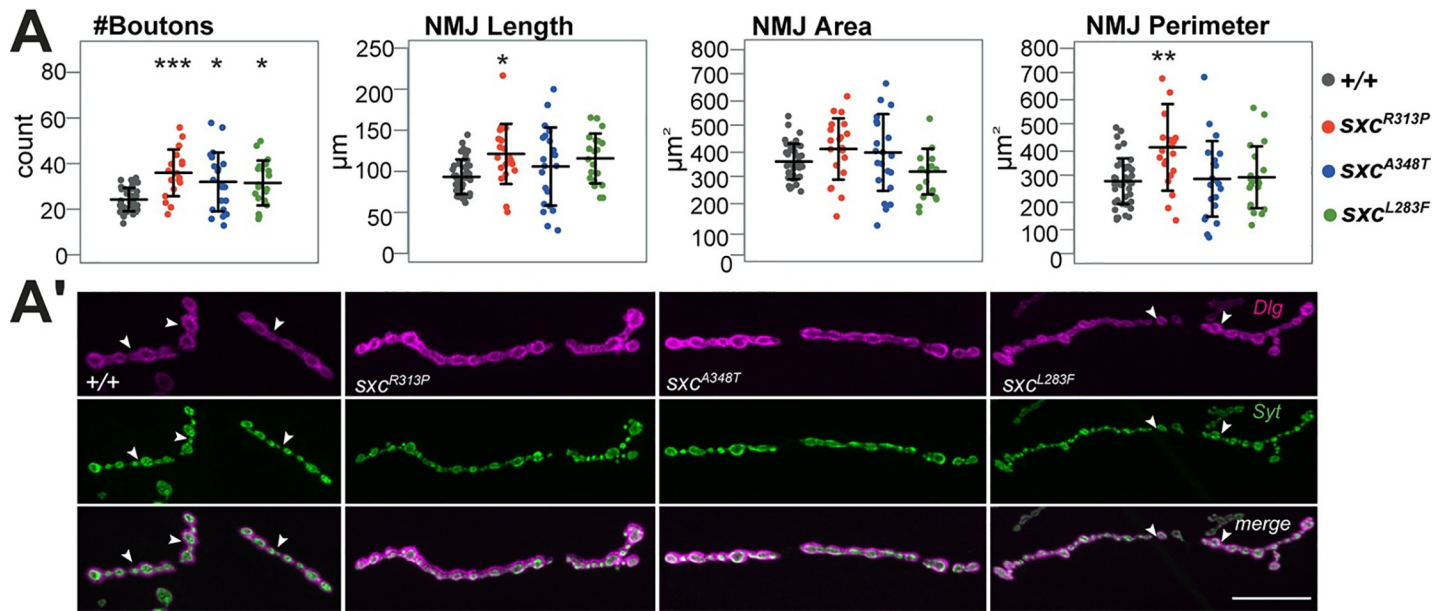 A
#Boutons
NMJ Length
NMJ Area
NMJ Perimeter
*** * *
*
**
count
80
60
40
20
0
µm
250
200
150
100
50
0
µm²
800
700
600
500
400
300
200
100
0
µm²
800
700
600
500
400
300
200
100
0
+/+
sxcR313P
sxcA348T
sxcL283F
A'
Dlg
+/+
sxcR313P
sxcA348T
sxcL283F
Syt
merge